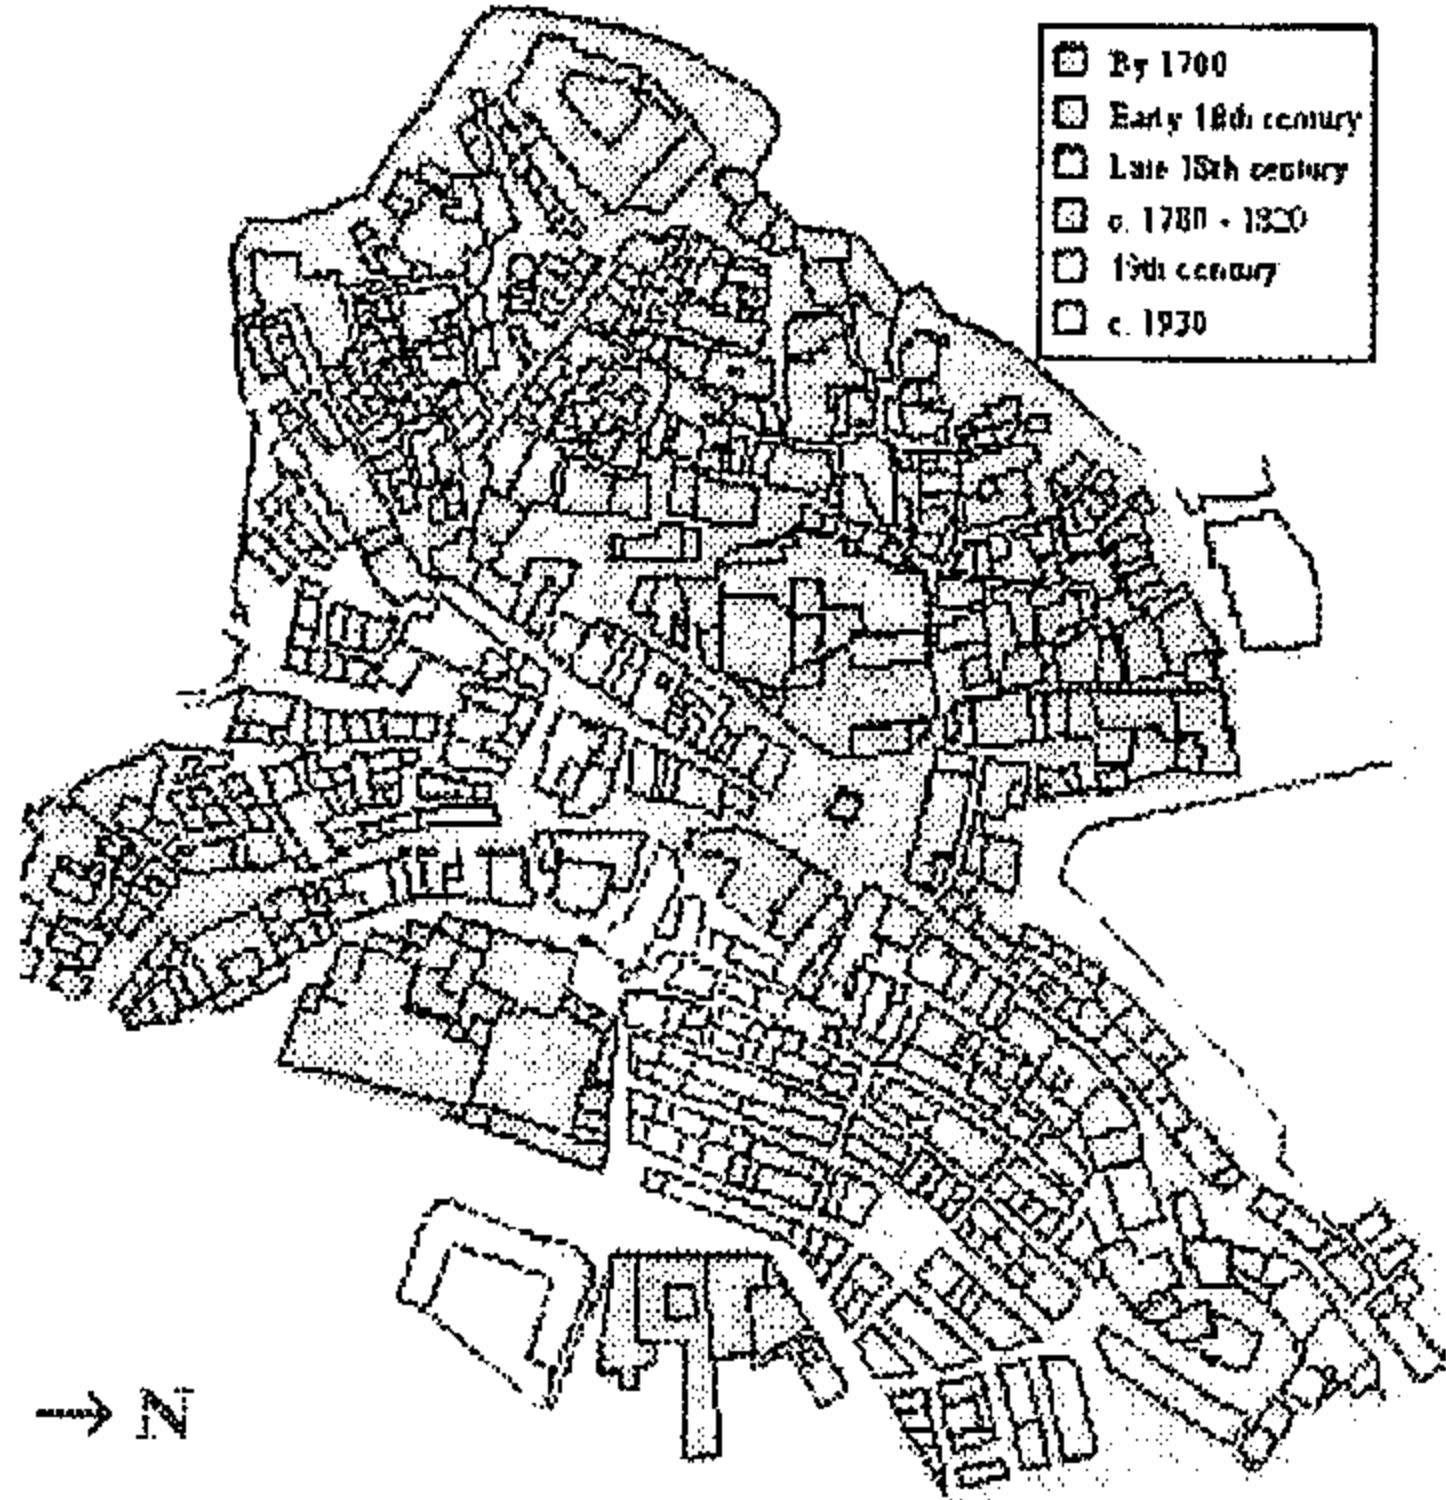 By 1700
Early 18th century
Late 18th century
c. 1780 - 1820
19th century
c. 1930
N